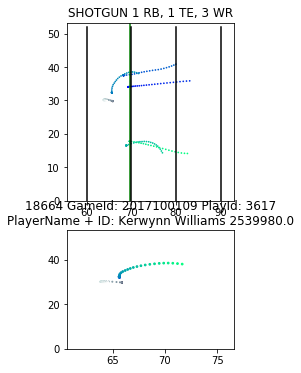 SHOTGUN 1 RB, 1 TE, 3 WR
50
40
30
20
10
0
60 70 80 90
18664 GameId: 2017100109 PlayId: 3617
PlayerName + ID: Kerwynn Williams 2539980.0
40
20
0
65 70 75